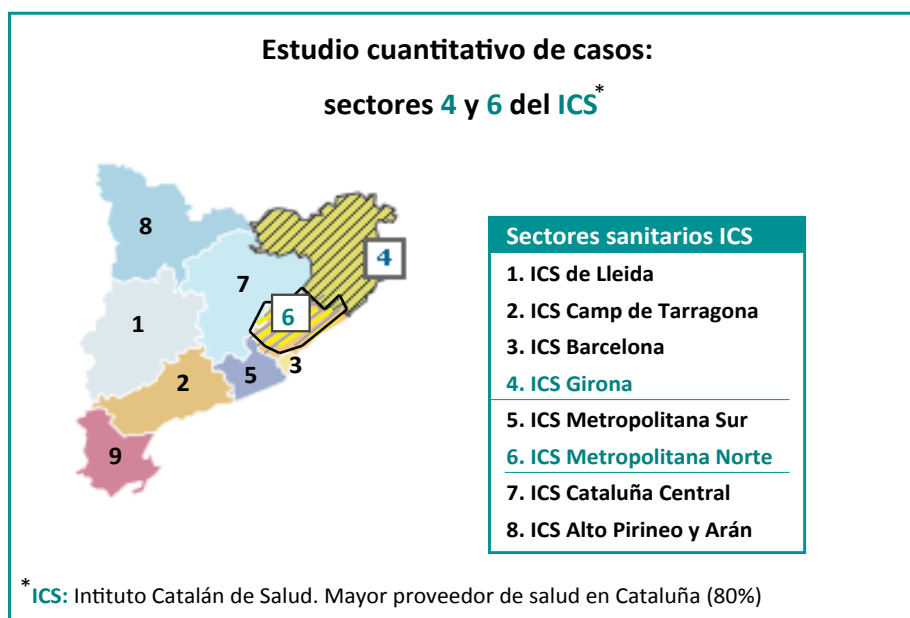 Estudio cuantitativo de casos:
sectores 4 y 6 del ICS*
8
4
7
6
1
3
5
2
9
Sectores sanitarios ICS
1. ICS de Lleida
2. ICS Camp de Tarragona
3. ICS Barcelona
4. ICS Girona
5. ICS Metropolitana Sur
6. ICS Metropolitana Norte
7. ICS Cataluña Central
8. ICS Alto Pirineo y Arán
*ICS: Intituto Catalán de Salud. Mayor proveedor de salud en Cataluña (80%)